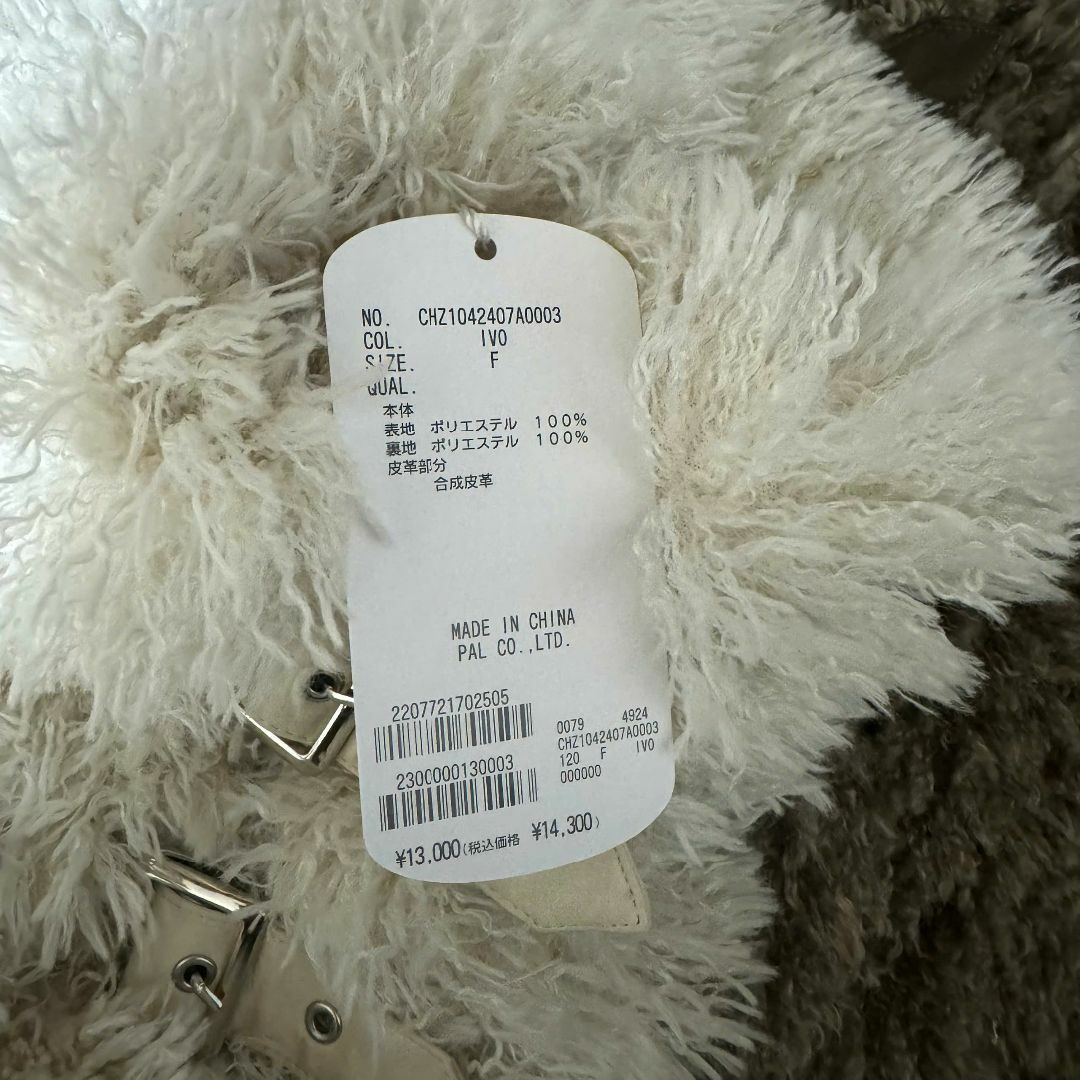 NO. CHZ1042407A0003
COL. IVO
SIZE. F
QUAL.
本体
表地 ポリエステル 100%
裏地 ポリエステル 100%
皮革部分
合成皮革
MADE IN CHINA
PAL CO.,LTD.
2207721702505
2300000130003
0079 4924
CHZ1042407A0003
120 F IVO
000000
¥13,000(税込価格 ¥14,300)